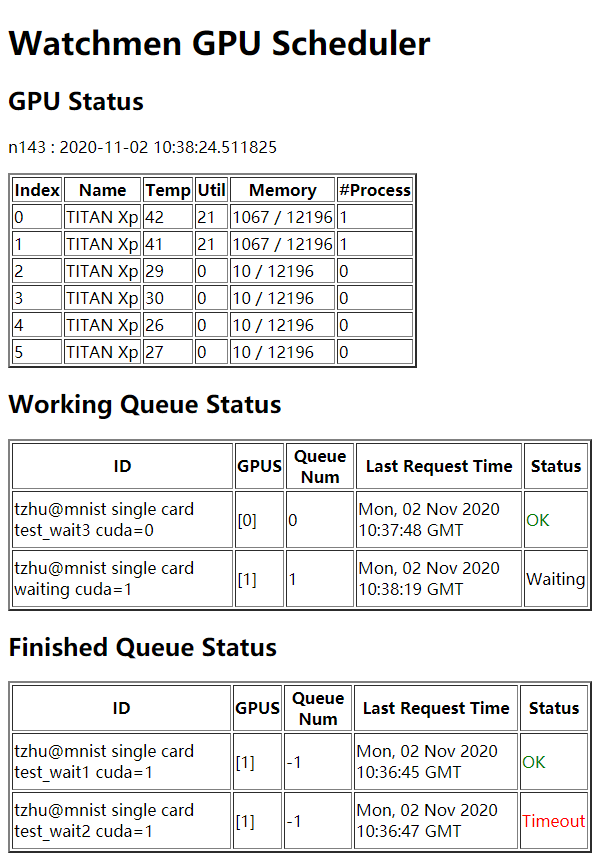 Watchmen GPU Scheduler
GPU Status
n143 : 2020-11-02 10:38:24.511825
Index Name Temp Util Memory #Process
0 TITAN Xp 42 21 1067 / 12196 1
1 TITAN Xp 41 21 1067 / 12196 1
2 TITAN Xp 29 0 10 / 12196 0
3 TITAN Xp 30 0 10 / 12196 0
4 TITAN Xp 26 0 10 / 12196 0
5 TITAN Xp 27 0 10 / 12196 0
Working Queue Status
ID GPUS Queue Num Last Request Time Status
tzhu@mnist single card test_wait3 cuda=0 [0] 0 Mon, 02 Nov 2020 10:37:48 GMT OK
tzhu@mnist single card waiting cuda=1 [1] 1 Mon, 02 Nov 2020 10:38:19 GMT Waiting
Finished Queue Status
ID GPUS Queue Num Last Request Time Status
tzhu@mnist single card test_wait1 cuda=1 [1] -1 Mon, 02 Nov 2020 10:36:45 GMT OK
tzhu@mnist single card test_wait2 cuda=1 [1] -1 Mon, 02 Nov 2020 10:36:47 GMT Timeout